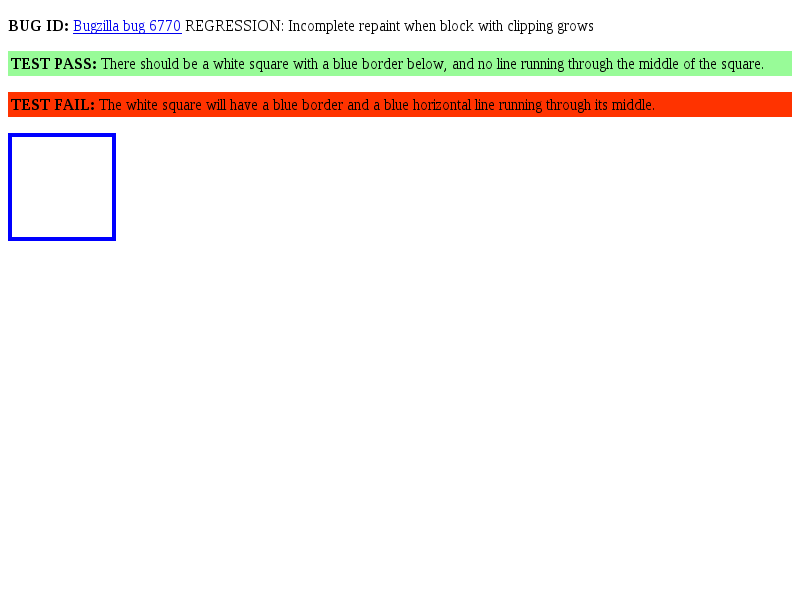 BUG ID: Bugzilla bug 6770 REGRESSION: Incomplete repaint when block with clipping grows
TEST PASS: There should be a white square with a blue border below, and no line running through the middle of the square.
TEST FAIL: The white square will have a blue border and a blue horizontal line running through its middle.